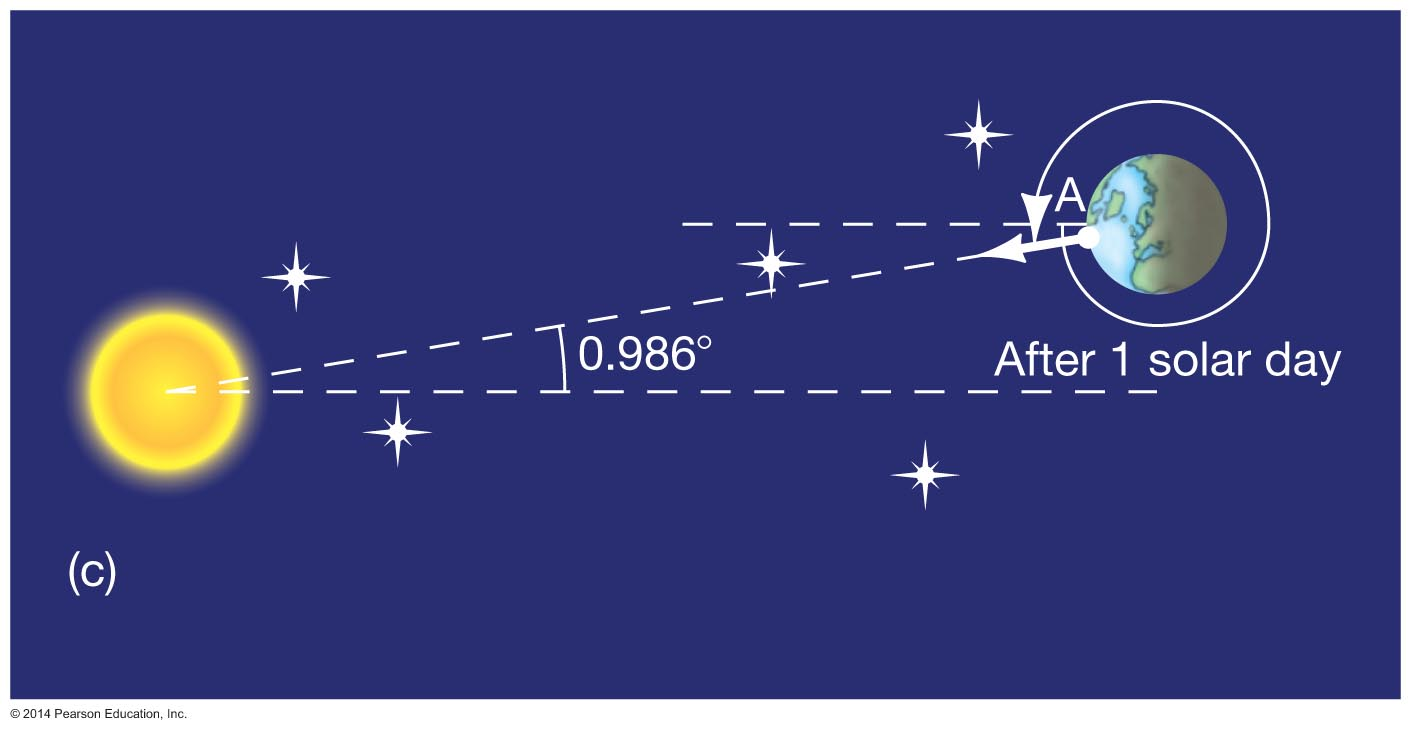 A
0.986°
After 1 solar day
(c)
© 2014 Pearson Education, Inc.